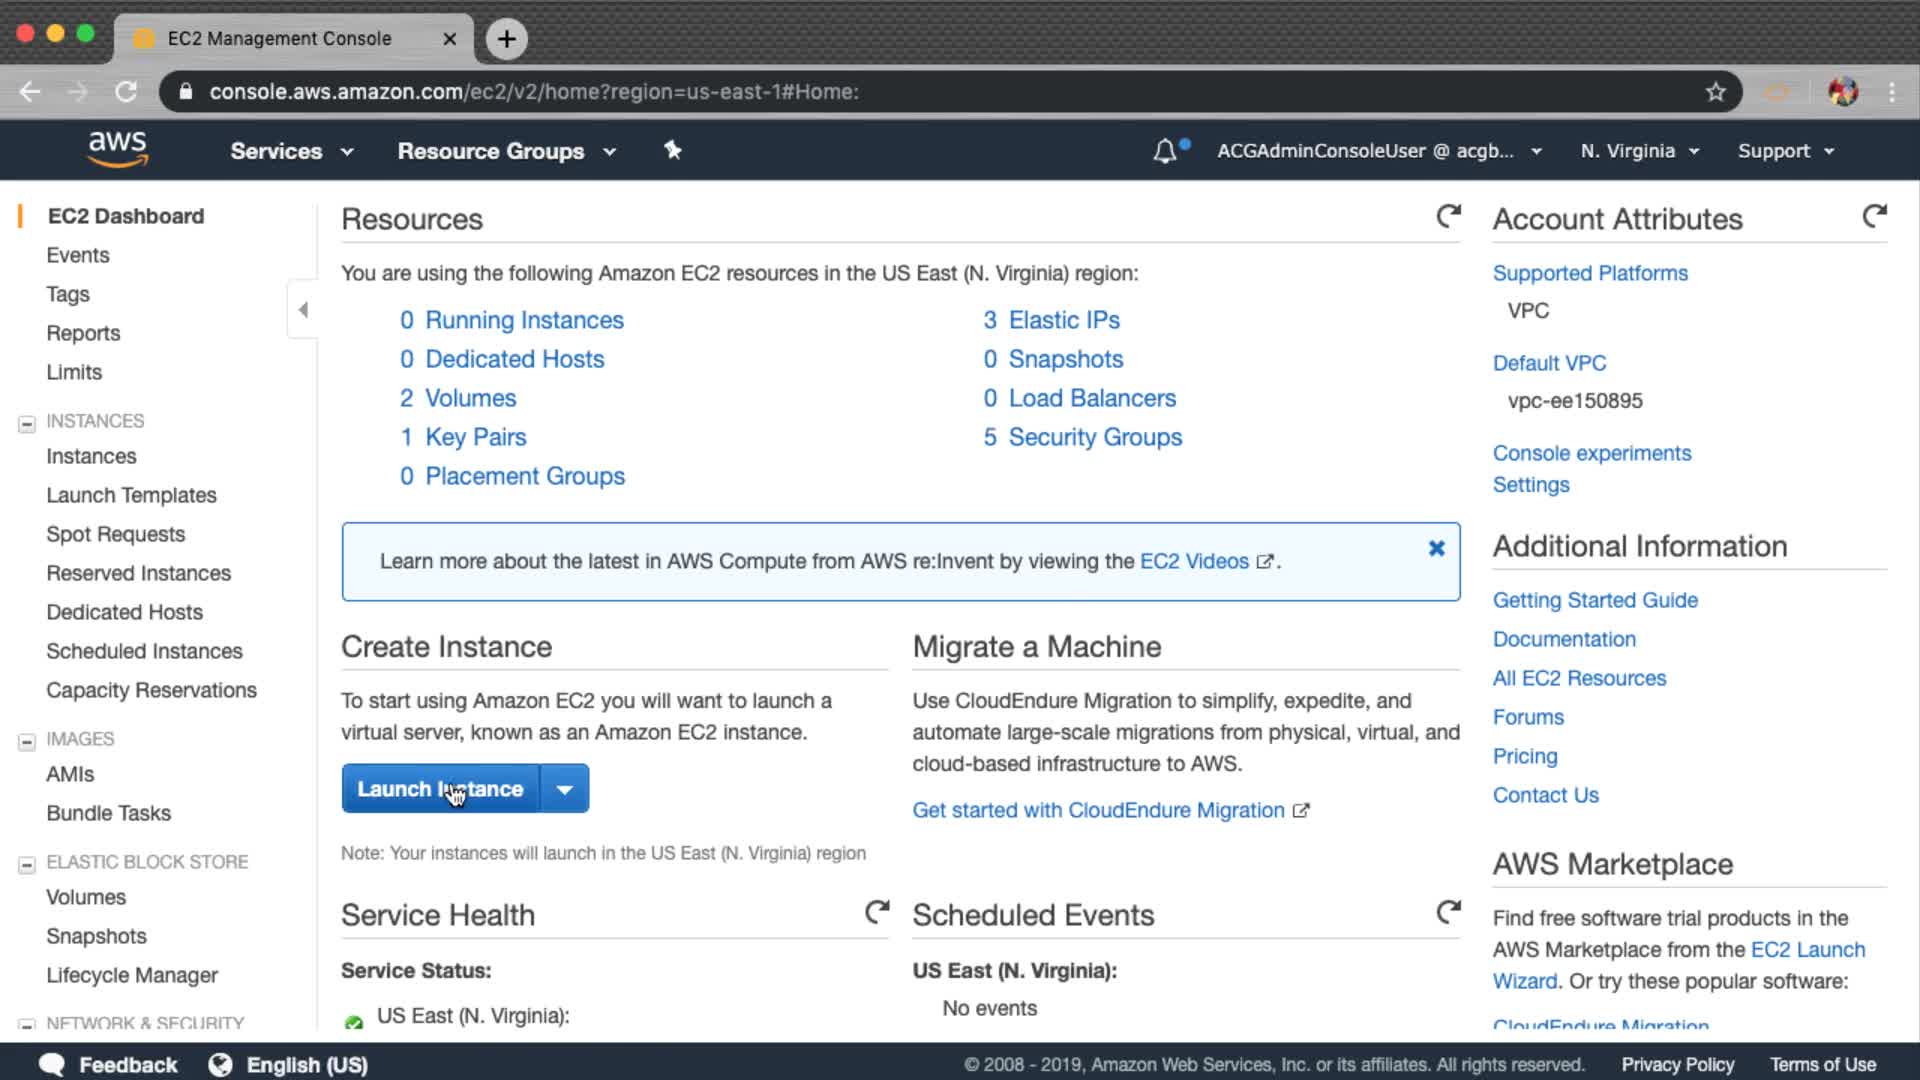 EC2 Management Console
console.aws.amazon.com/ec2/v2/home?region=us-east-1#Home:
aws
Services
Resource Groups
ACGAdminConsoleUser @ acgb...
N. Virginia
Support
EC2 Dashboard
Events
Tags
Reports
Limits
INSTANCES
Instances
Launch Templates
Spot Requests
Reserved Instances
Dedicated Hosts
Scheduled Instances
Capacity Reservations
IMAGES
AMIs
Bundle Tasks
ELASTIC BLOCK STORE
Volumes
Snapshots
Lifecycle Manager
NETWORK & SECURITY
Resources
You are using the following Amazon EC2 resources in the US East (N. Virginia) region:
0 Running Instances
0 Dedicated Hosts
2 Volumes
1 Key Pairs
0 Placement Groups
3 Elastic IPs
0 Snapshots
0 Load Balancers
5 Security Groups
Learn more about the latest in AWS Compute from AWS re:Invent by viewing the EC2 Videos.
Create Instance
To start using Amazon EC2 you will want to launch a
virtual server, known as an Amazon EC2 instance.
Launch Instance
Note: Your instances will launch in the US East (N. Virginia) region
Migrate a Machine
Use CloudEndure Migration to simplify, expedite, and
automate large-scale migrations from physical, virtual, and
cloud-based infrastructure to AWS.
Get started with CloudEndure Migration
Service Health
Service Status:
US East (N. Virginia):
Scheduled Events
US East (N. Virginia):
No events
Account Attributes
Supported Platforms
VPC
Default VPC
vpc-ee150895
Console experiments
Settings
Additional Information
Getting Started Guide
Documentation
All EC2 Resources
Forums
Pricing
Contact Us
AWS Marketplace
Find free software trial products in the
AWS Marketplace from the EC2 Launch
Wizard. Or try these popular software:
CloudEndure Migration
Feedback
English (US)
© 2008 - 2019, Amazon Web Services, Inc. or its affiliates. All rights reserved.
Privacy Policy
Terms of Use